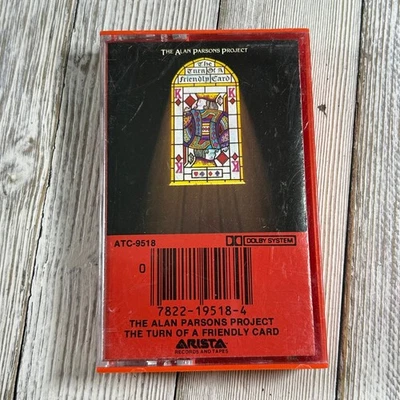 THE ALAN PARSONS PROJECT
The
Turn Of A
Friendly Card
K K
ATC-9518
DOLBY SYSTEM
0
7822-19518-4
THE ALAN PARSONS PROJECT
THE TURN OF A FRIENDLY CARD
ARISTA
RECORDS AND TAPES